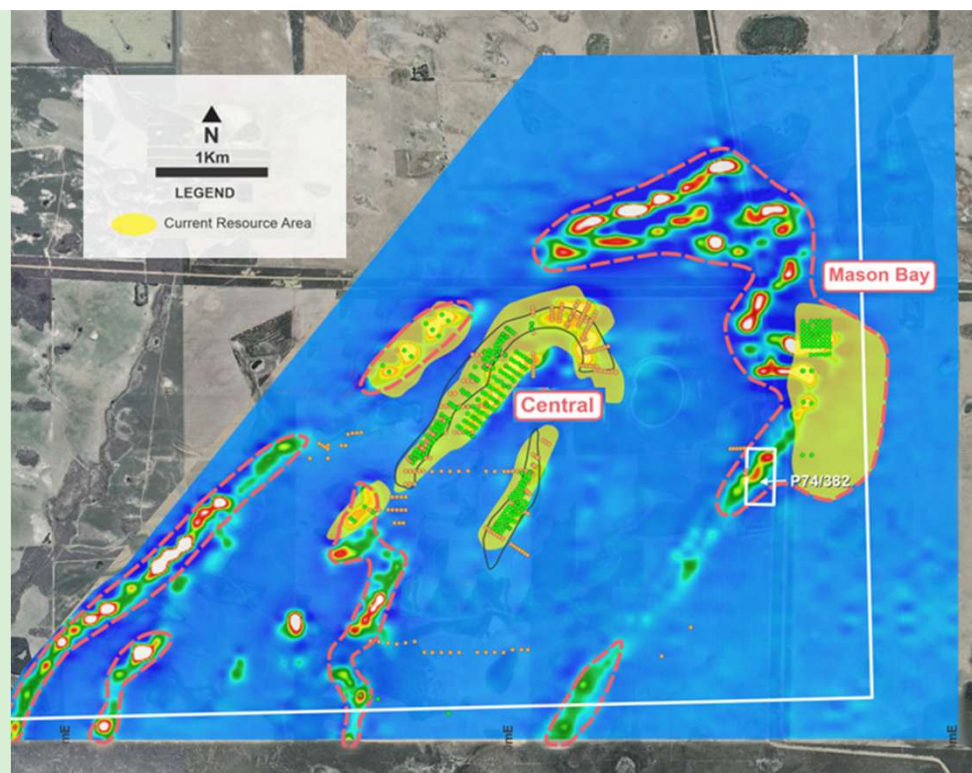 N
1Km
LEGEND
Current Resource Area
Mason Bay
Central
P74/382
mE
mE
mE